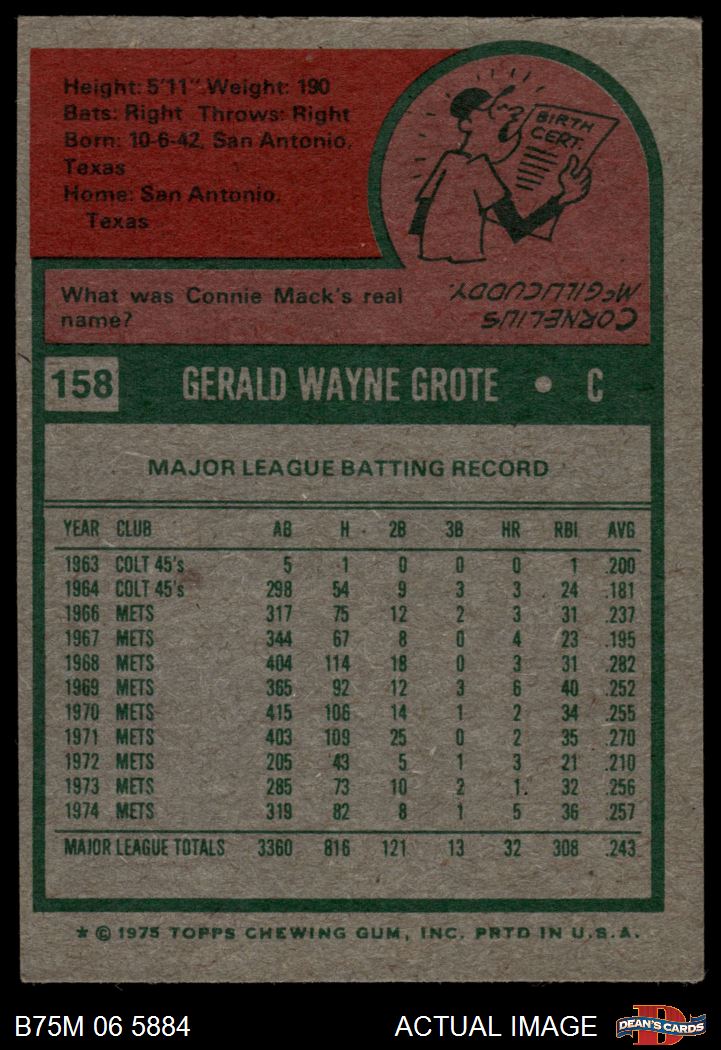 Height: 5'11" Weight: 190
Bats: Right Throws: Right
Born: 10-6-42, San Antonio,
Texas
Home: San Antonio,
Texas
BIRTH
CERT.
What was Connie Mack's real
name?
CORNELIUS
McGILLICUDDY.
158 GERALD WAYNE GROTE • C
MAJOR LEAGUE BATTING RECORD
YEAR CLUB AB H 2B 3B HR RBI AVG
1963 COLT 45's 5 1 0 0 0 1 .200
1964 COLT 45's 298 54 9 3 3 24 .181
1966 METS 317 75 12 2 3 31 .237
1967 METS 344 67 8 0 4 23 .195
1968 METS 404 114 18 0 3 31 .282
1969 METS 365 92 12 3 6 40 .252
1970 METS 415 106 14 1 2 34 .255
1971 METS 403 109 25 0 2 35 .270
1972 METS 205 43 5 1 3 21 .210
1973 METS 285 73 10 2 1 32 .256
1974 METS 319 82 8 1 5 36 .257
MAJOR LEAGUE TOTALS 3360 816 121 13 32 308 .243
* © 1975 TOPPS CHEWING GUM, INC. PRTD IN U.S.A.
B75M 06 5884 ACTUAL IMAGE D DEAN'S CARDS